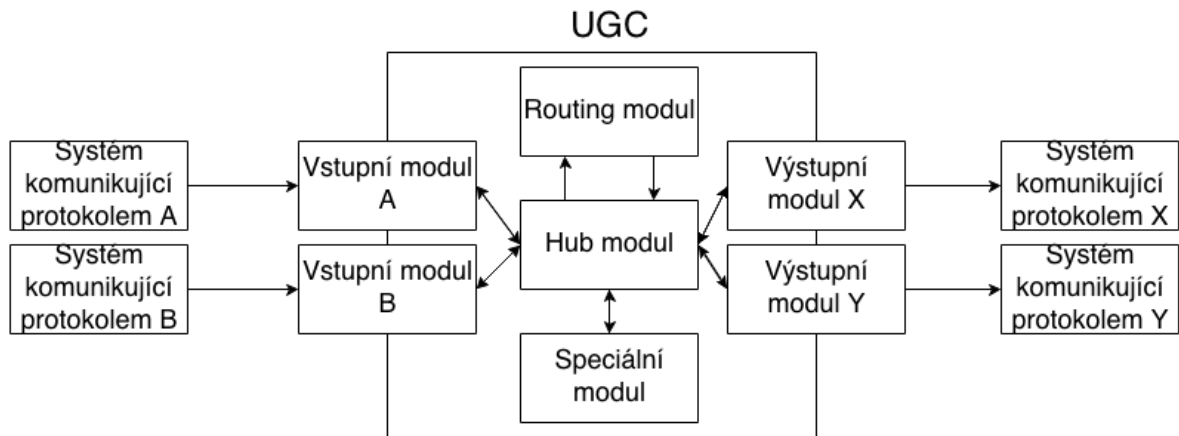 UGC
Routing modul
Systém
komunikující
protokolem A
Vstupní modul
A
Výstupní
modul X
Systém
komunikující
protokolem X
Hub modul
Systém
komunikující
protokolem B
Vstupní modul
B
Výstupní
modul Y
Systém
komunikující
protokolem Y
Speciální
modul